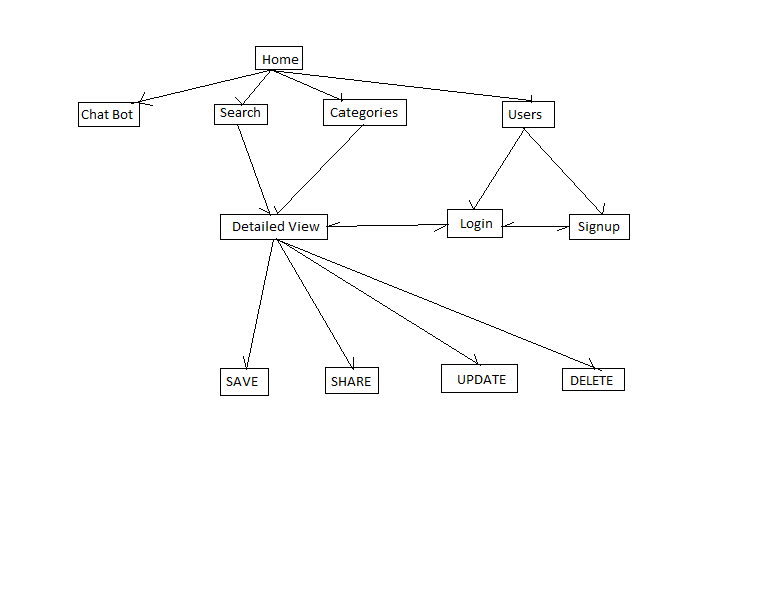 Home
Chat Bot
Search
Categories
Users
Detailed View
Login
Signup
SAVE
SHARE
UPDATE
DELETE